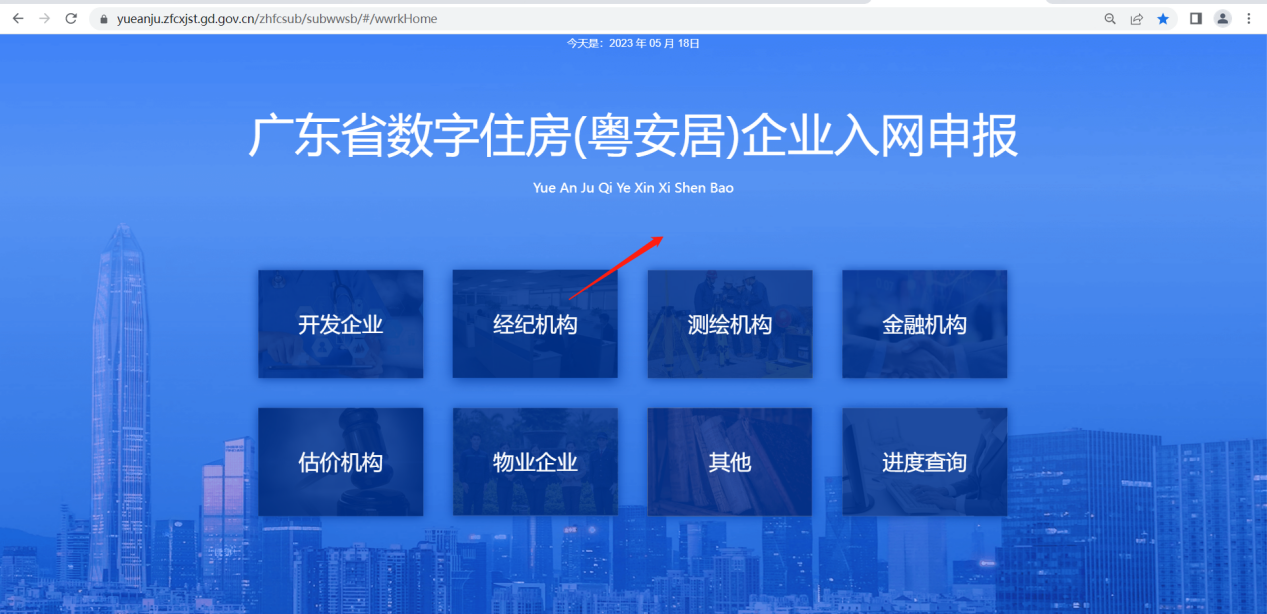 yueanju.zfcxjst.gd.gov.cn/zhfcsub/subwwsb/#/wwrkHome
今天是：2023 年 05 月 18日
广东省数字住房(粤安居)企业入网申报
Yue An Ju Qi Ye Xin Xi Shen Bao
开发企业 经纪机构 测绘机构 金融机构
估价机构 物业企业 其他 进度查询